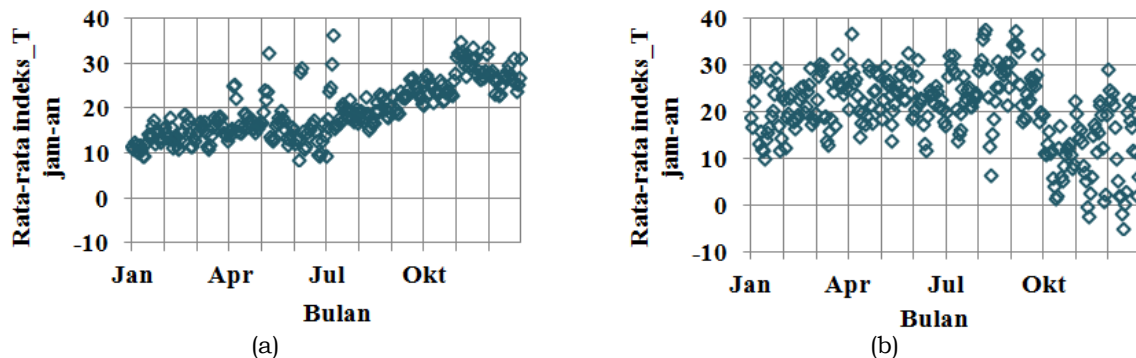 40
30
20
10
0
-10
Rata-rata indeks_T
jam-an
Jan Apr Jul Okt
Bulan
(a)
40
30
20
10
0
-10
Rata-rata indeks_T
jam-an
Jan Apr Jul Okt
Bulan
(b)